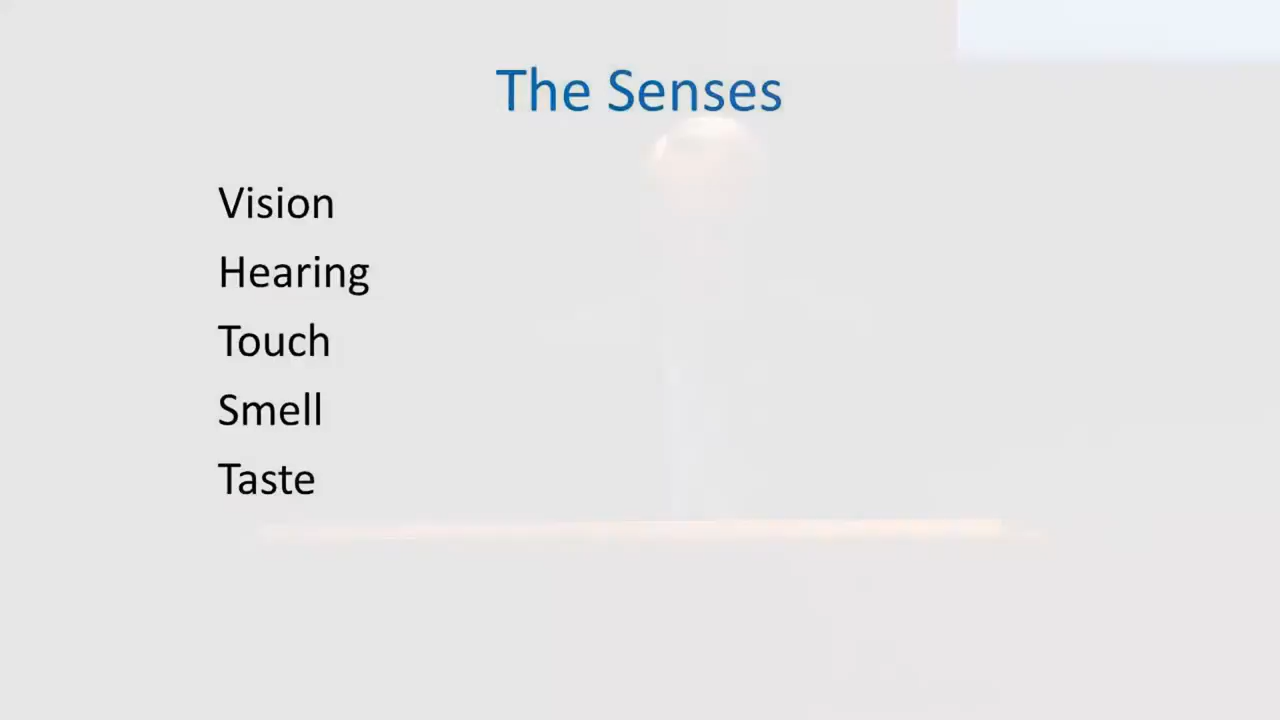 The Senses
Vision
Hearing
Touch
Smell
Taste